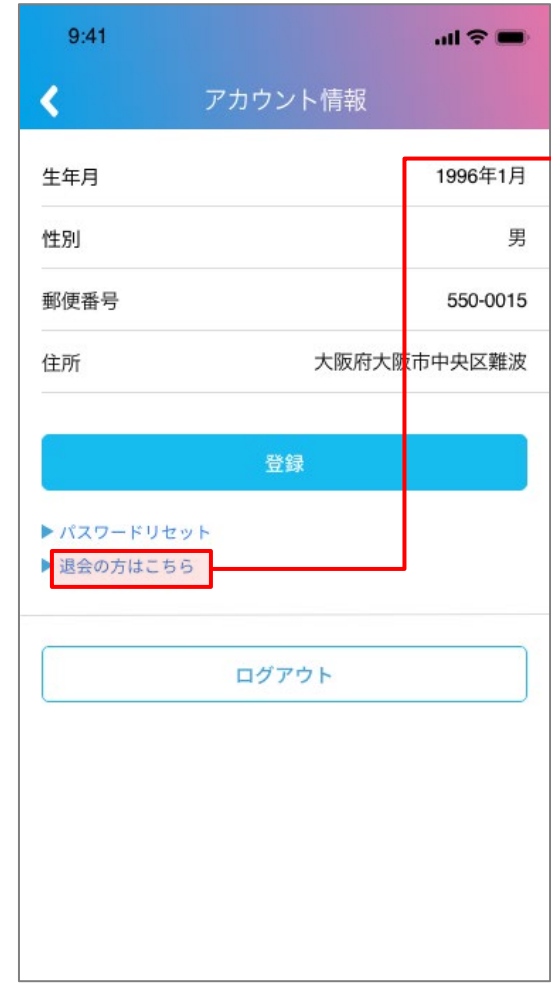 9:41
アカウント情報
生年月 1996年1月
性別 男
郵便番号 550-0015
住所 大阪府大阪市中央区難波
登録
パスワードリセット
退会の方はこちら
ログアウト